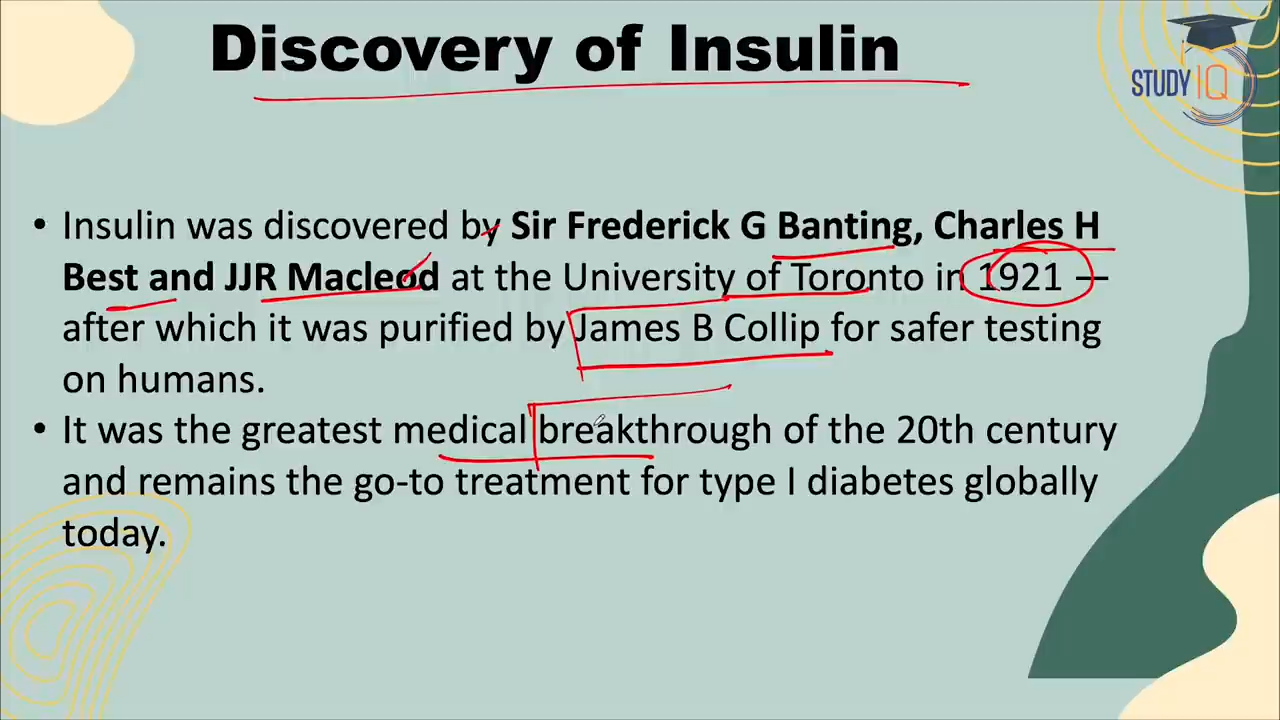 Discovery of Insulin
STUDY IQ
• Insulin was discovered by Sir Frederick G Banting, Charles H
Best and JJR Macleod at the University of Toronto in 1921 —
after which it was purified by James B Collip for safer testing
on humans.
• It was the greatest medical breakthrough of the 20th century
and remains the go-to treatment for type I diabetes globally
today.